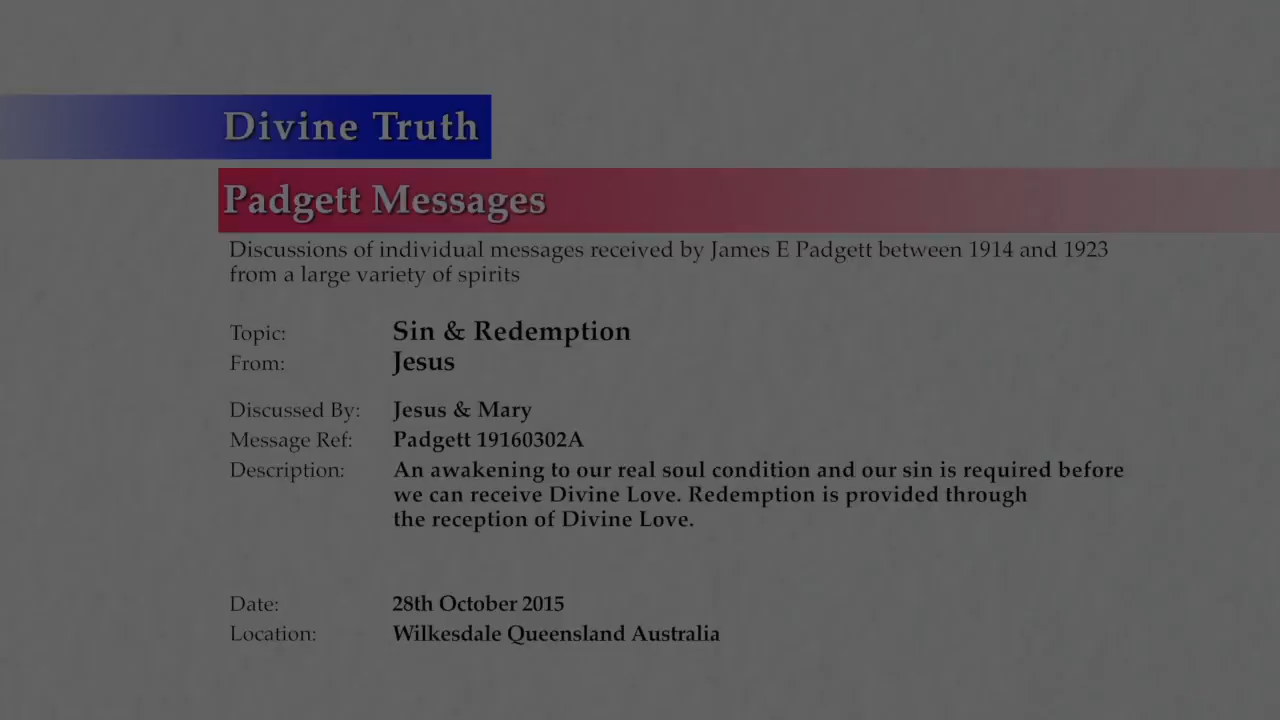 Divine Truth
Padgett Messages
Discussions of individual messages received by James E Padgett between 1914 and 1923
from a large variety of spirits
Topic: Sin & Redemption
From: Jesus
Discussed By: Jesus & Mary
Message Ref: Padgett 19160302A
Description: An awakening to our real soul condition and our sin is required before
we can receive Divine Love. Redemption is provided through
the reception of Divine Love.
Date: 28th October 2015
Location: Wilkesdale Queensland Australia